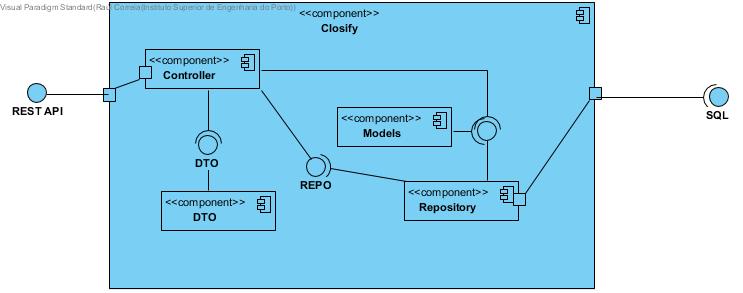 Visual Paradigm Standard(Raul Correia(Instituto Superior de Engenharia do Porto))
<<component>>
Closify
<<component>>
Controller
REST API
<<component>>
Models
SQL
DTO
REPO
<<component>>
DTO
<<component>>
Repository